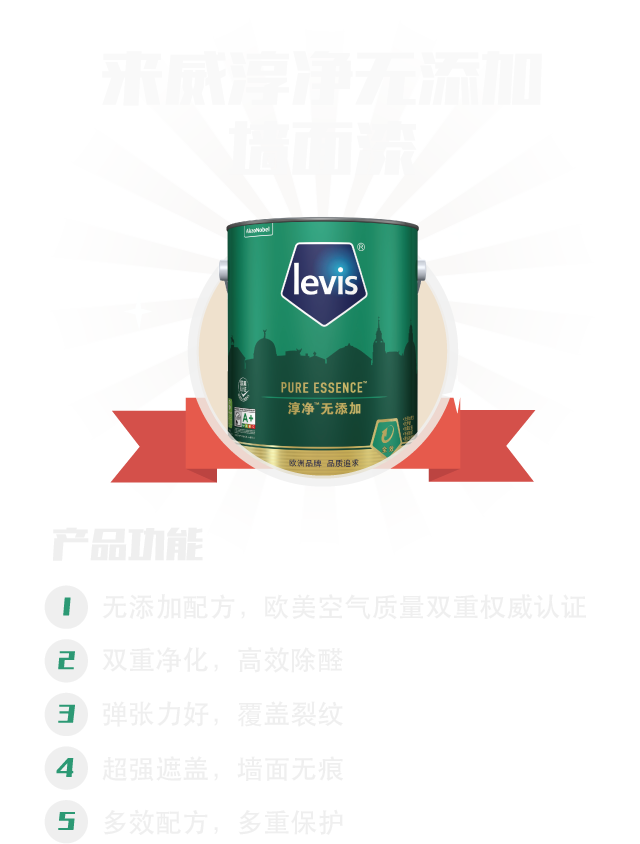 来威淳净无添加
墙面漆
AkzoNobel
levis®
PURE ESSENCE™
淳净™无添加
A+
欧洲品牌 品质追求
产品功能
1 无添加配方，欧美空气质量双重权威认证
2 双重净化，高效除醛
3 弹张力好，覆盖裂纹
4 超强遮盖，墙面无痕
5 多效配方，多重保护